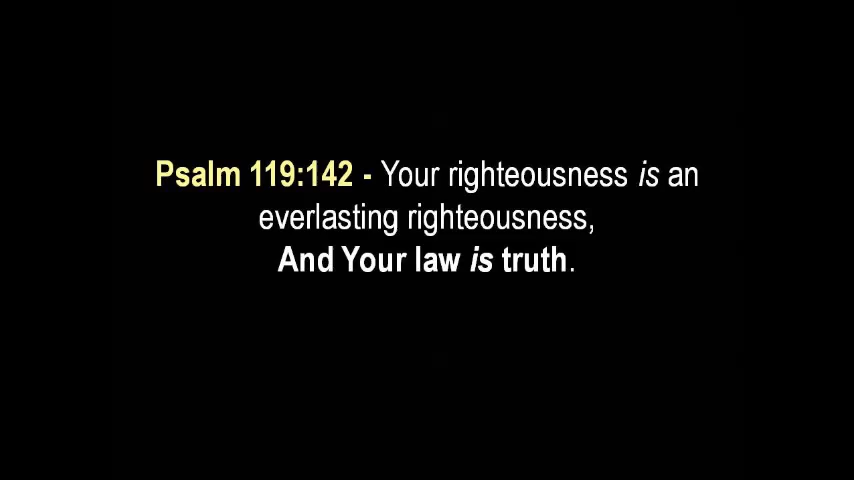 Psalm 119:142 - Your righteousness is an
everlasting righteousness,
And Your law is truth.